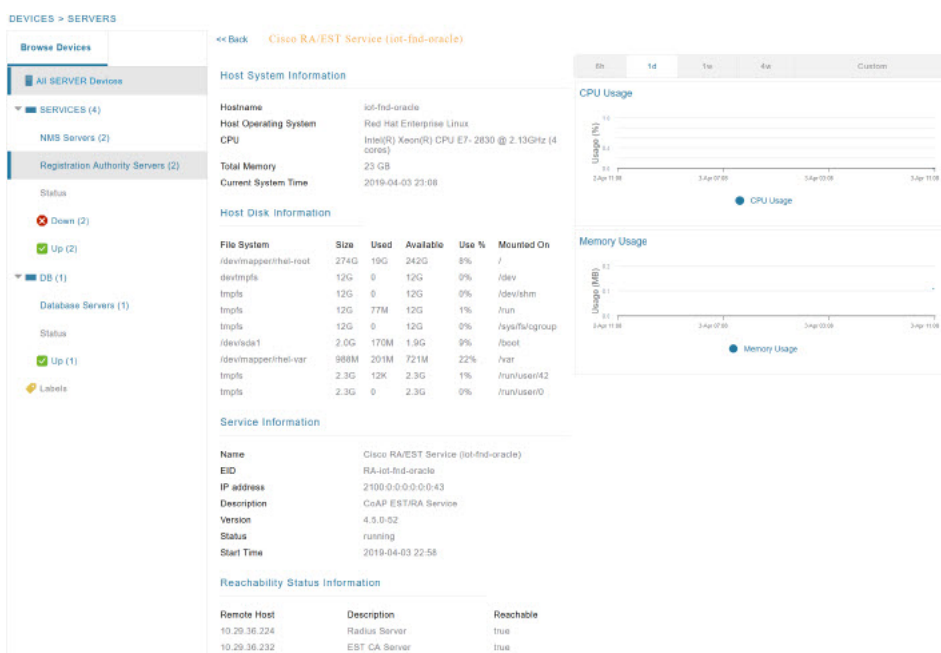 DEVICES > SERVERS
Browse Devices
All SERVER Devices
SERVICES (4)
NMS Servers (2)
Registration Authority Servers (2)
Status
Down (2)
Up (2)
DB (1)
Database Servers (1)
Status
Up (1)
Labels
<< Back Cisco RA/EST Service (iot-fnd-oracle)
Host System Information
Hostname iot-fnd-oracle
Host Operating System Red Hat Enterprise Linux
CPU Intel(R) Xeon(R) CPU E7- 2830 @ 2.13GHz (4
cores)
Total Memory 23 GB
Current System Time 2019-04-03 23:08
Host Disk Information
File System Size Used Available Use % Mounted On
/dev/mapper/rhel-root 274G 19G 242G 8% /
devtmpfs 12G 0 12G 0% /dev
tmpfs 12G 0 12G 0% /dev/shm
tmpfs 12G 77M 12G 1% /run
tmpfs 12G 0 12G 0% /sys/fs/cgroup
/dev/sda1 2.0G 170M 1.9G 9% /boot
/dev/mapper/rhel-var 988M 201M 721M 22% /var
tmpfs 2.3G 12K 2.3G 1% /run/user/42
tmpfs 2.3G 0 2.3G 0% /run/user/0
Service Information
Name Cisco RA/EST Service (iot-fnd-oracle)
EID RA-iot-fnd-oracle
IP address 2100:0:0:0:0:0:0:43
Description CoAP EST/RA Service
Version 4.5.0-52
Status running
Start Time 2019-04-03 22:58
Reachability Status Information
Remote Host Description Reachable
10.29.36.224 Radius Server true
10.29.36.232 EST CA Server true
6h 1d 1w 4w Custom
CPU Usage
Usage (%)
CPU Usage
Memory Usage
Usage (MB)
0.2
0.1
0.0
Memory Usage